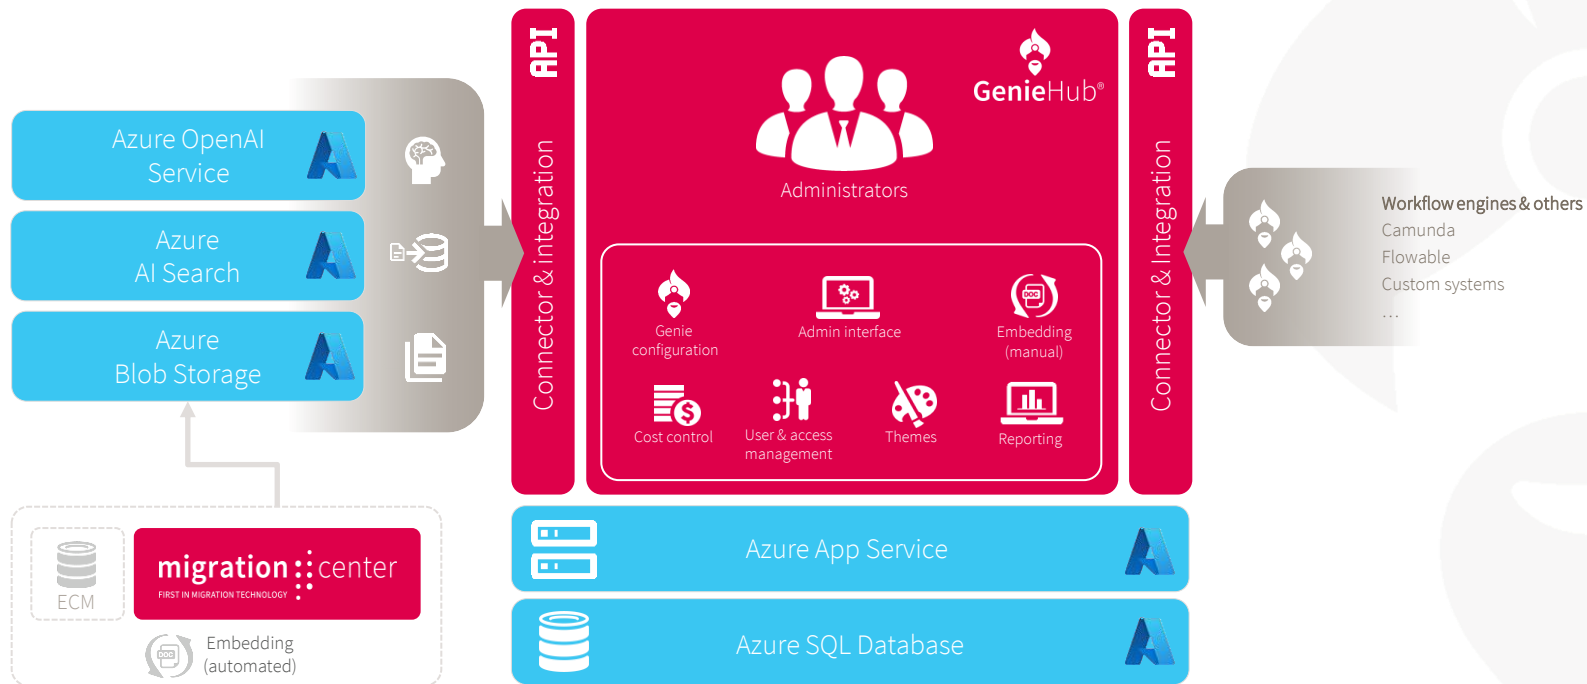 Azure OpenAI
Service
Azure
AI Search
Azure
Blob Storage
ECM
migration center
FIRST IN MIGRATION TECHNOLOGY
DOC
Embedding
(automated)
API
Connector & integration
GenieHub®
Administrators
Genie
configuration
Admin interface
DOC
Embedding
(manual)
Cost control
User & access
management
Themes
Reporting
API
Connector & Integration
Azure App Service
Azure SQL Database
Workflow engines & others
Camunda
Flowable
Custom systems
…